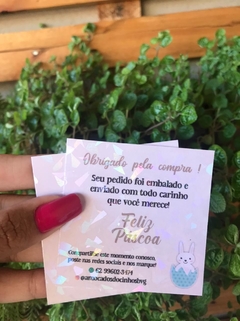 Obrigado pela compra !
Seu pedido foi embalado e
enviado com todo carinho
que você merece!
Feliz
Páscoa
Compartilhe este momento conosco,
poste nas redes sociais e nos marque!